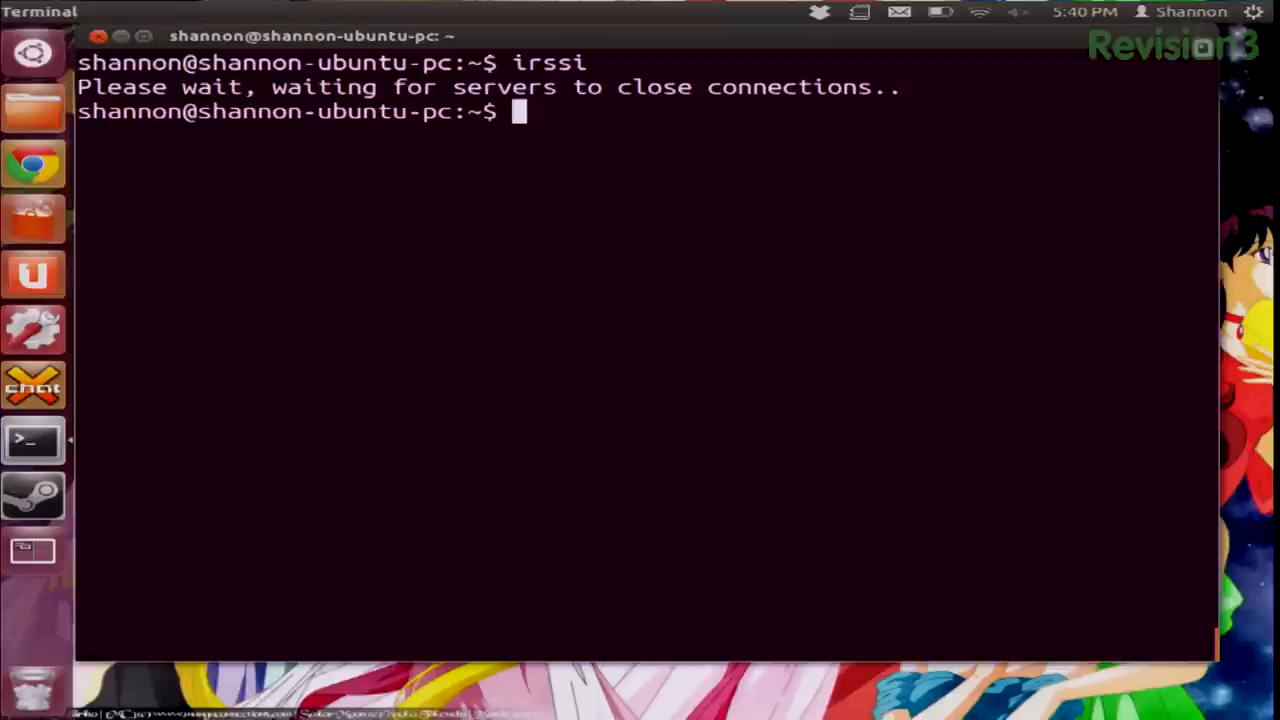 Terminal
5:40 PM Shannon
shannon@shannon-ubuntu-pc: ~
Revision3
shannon@shannon-ubuntu-pc:~$ irssi
Please wait, waiting for servers to close connections..
shannon@shannon-ubuntu-pc:~$
U
chat
>_